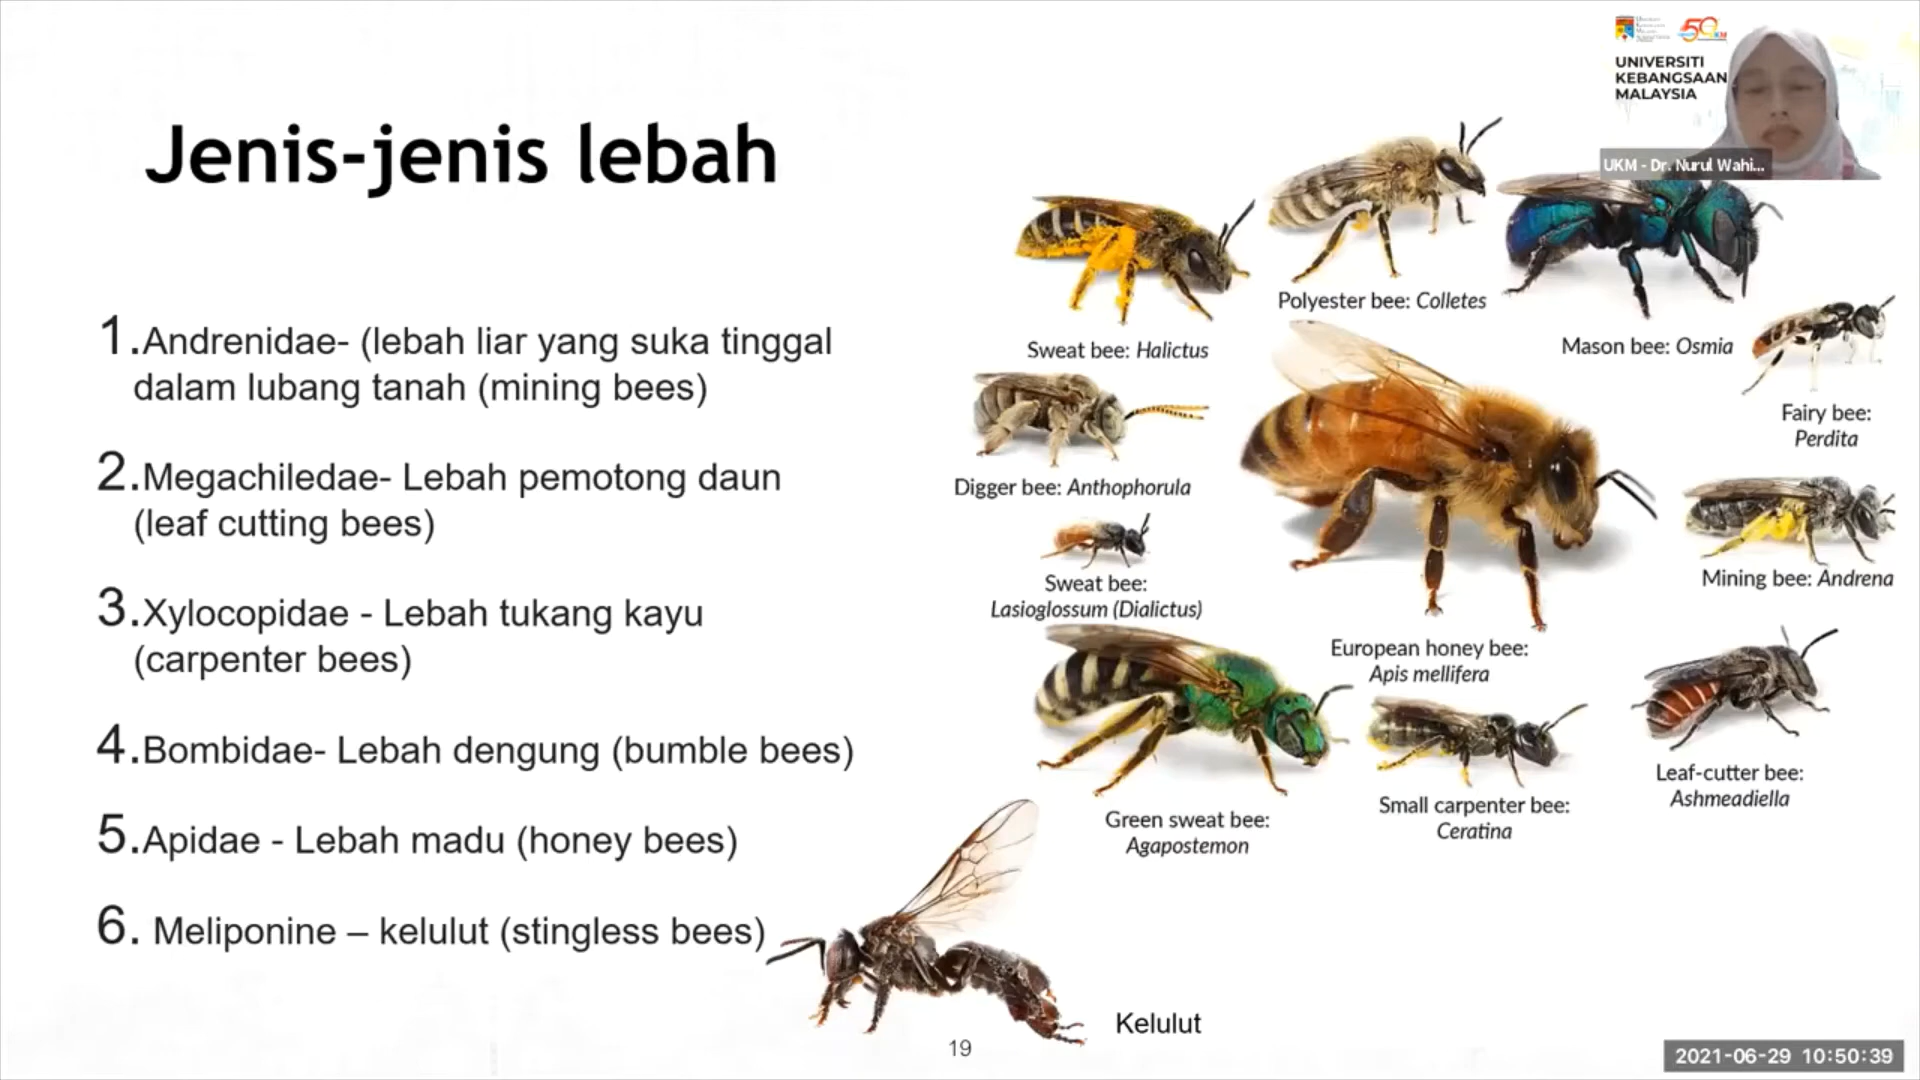 UNIVERSITI
KEBANGSAAN
MALAYSIA
UKM - Dr. Nurul Wahi...
Jenis-jenis lebah
1.Andrenidae- (lebah liar yang suka tinggal
dalam lubang tanah (mining bees)
2.Megachiledae- Lebah pemotong daun
(leaf cutting bees)
3.Xylocopidae - Lebah tukang kayu
(carpenter bees)
4.Bombidae- Lebah dengung (bumble bees)
5.Apidae - Lebah madu (honey bees)
6. Meliponine – kelulut (stingless bees)
Polyester bee: Colletes
Sweat bee: Halictus
Mason bee: Osmia
Fairy bee:
Perdita
Digger bee: Anthophorula
Sweat bee:
Lasioglossum (Dialictus)
Mining bee: Andrena
European honey bee:
Apis mellifera
Leaf-cutter bee:
Ashmeadiella
Small carpenter bee:
Ceratina
Green sweat bee:
Agapostemon
Kelulut
19
2021-06-29 10:50:39